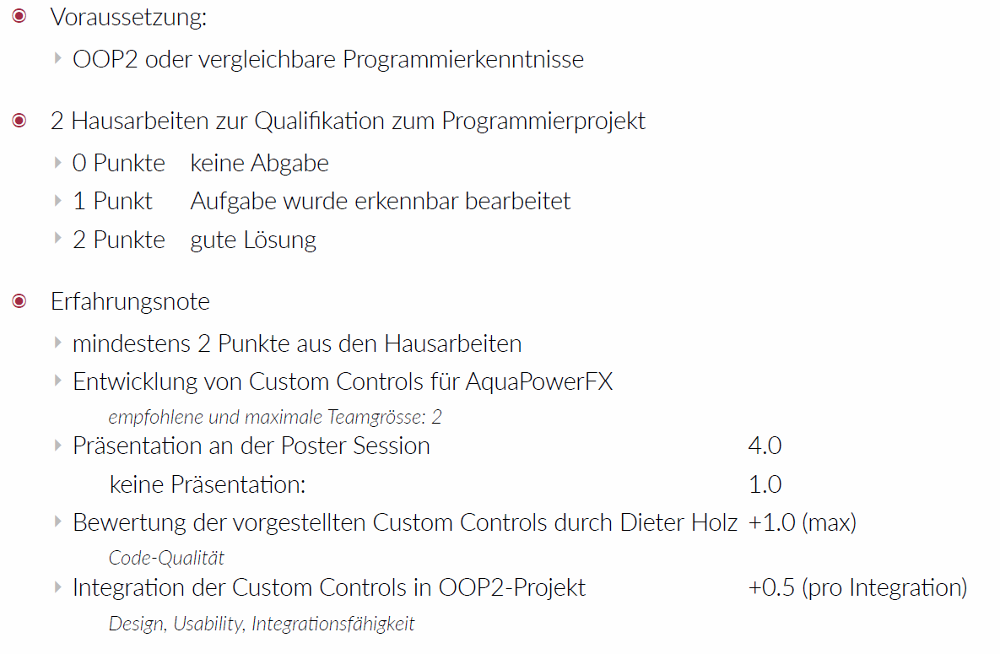 Voraussetzung:
OOP2 oder vergleichbare Programmierkenntnisse
2 Hausarbeiten zur Qualifikation zum Programmierprojekt
0 Punkte keine Abgabe
1 Punkt Aufgabe wurde erkennbar bearbeitet
2 Punkte gute Lösung
Erfahrungsnote
mindestens 2 Punkte aus den Hausarbeiten
Entwicklung von Custom Controls für AquaPowerFX
empfohlene und maximale Teamgrösse: 2
Präsentation an der Poster Session 4.0
keine Präsentation: 1.0
Bewertung der vorgestellten Custom Controls durch Dieter Holz +1.0 (max)
Code-Qualität
Integration der Custom Controls in OOP2-Projekt +0.5 (pro Integration)
Design, Usability, Integrationsfähigkeit